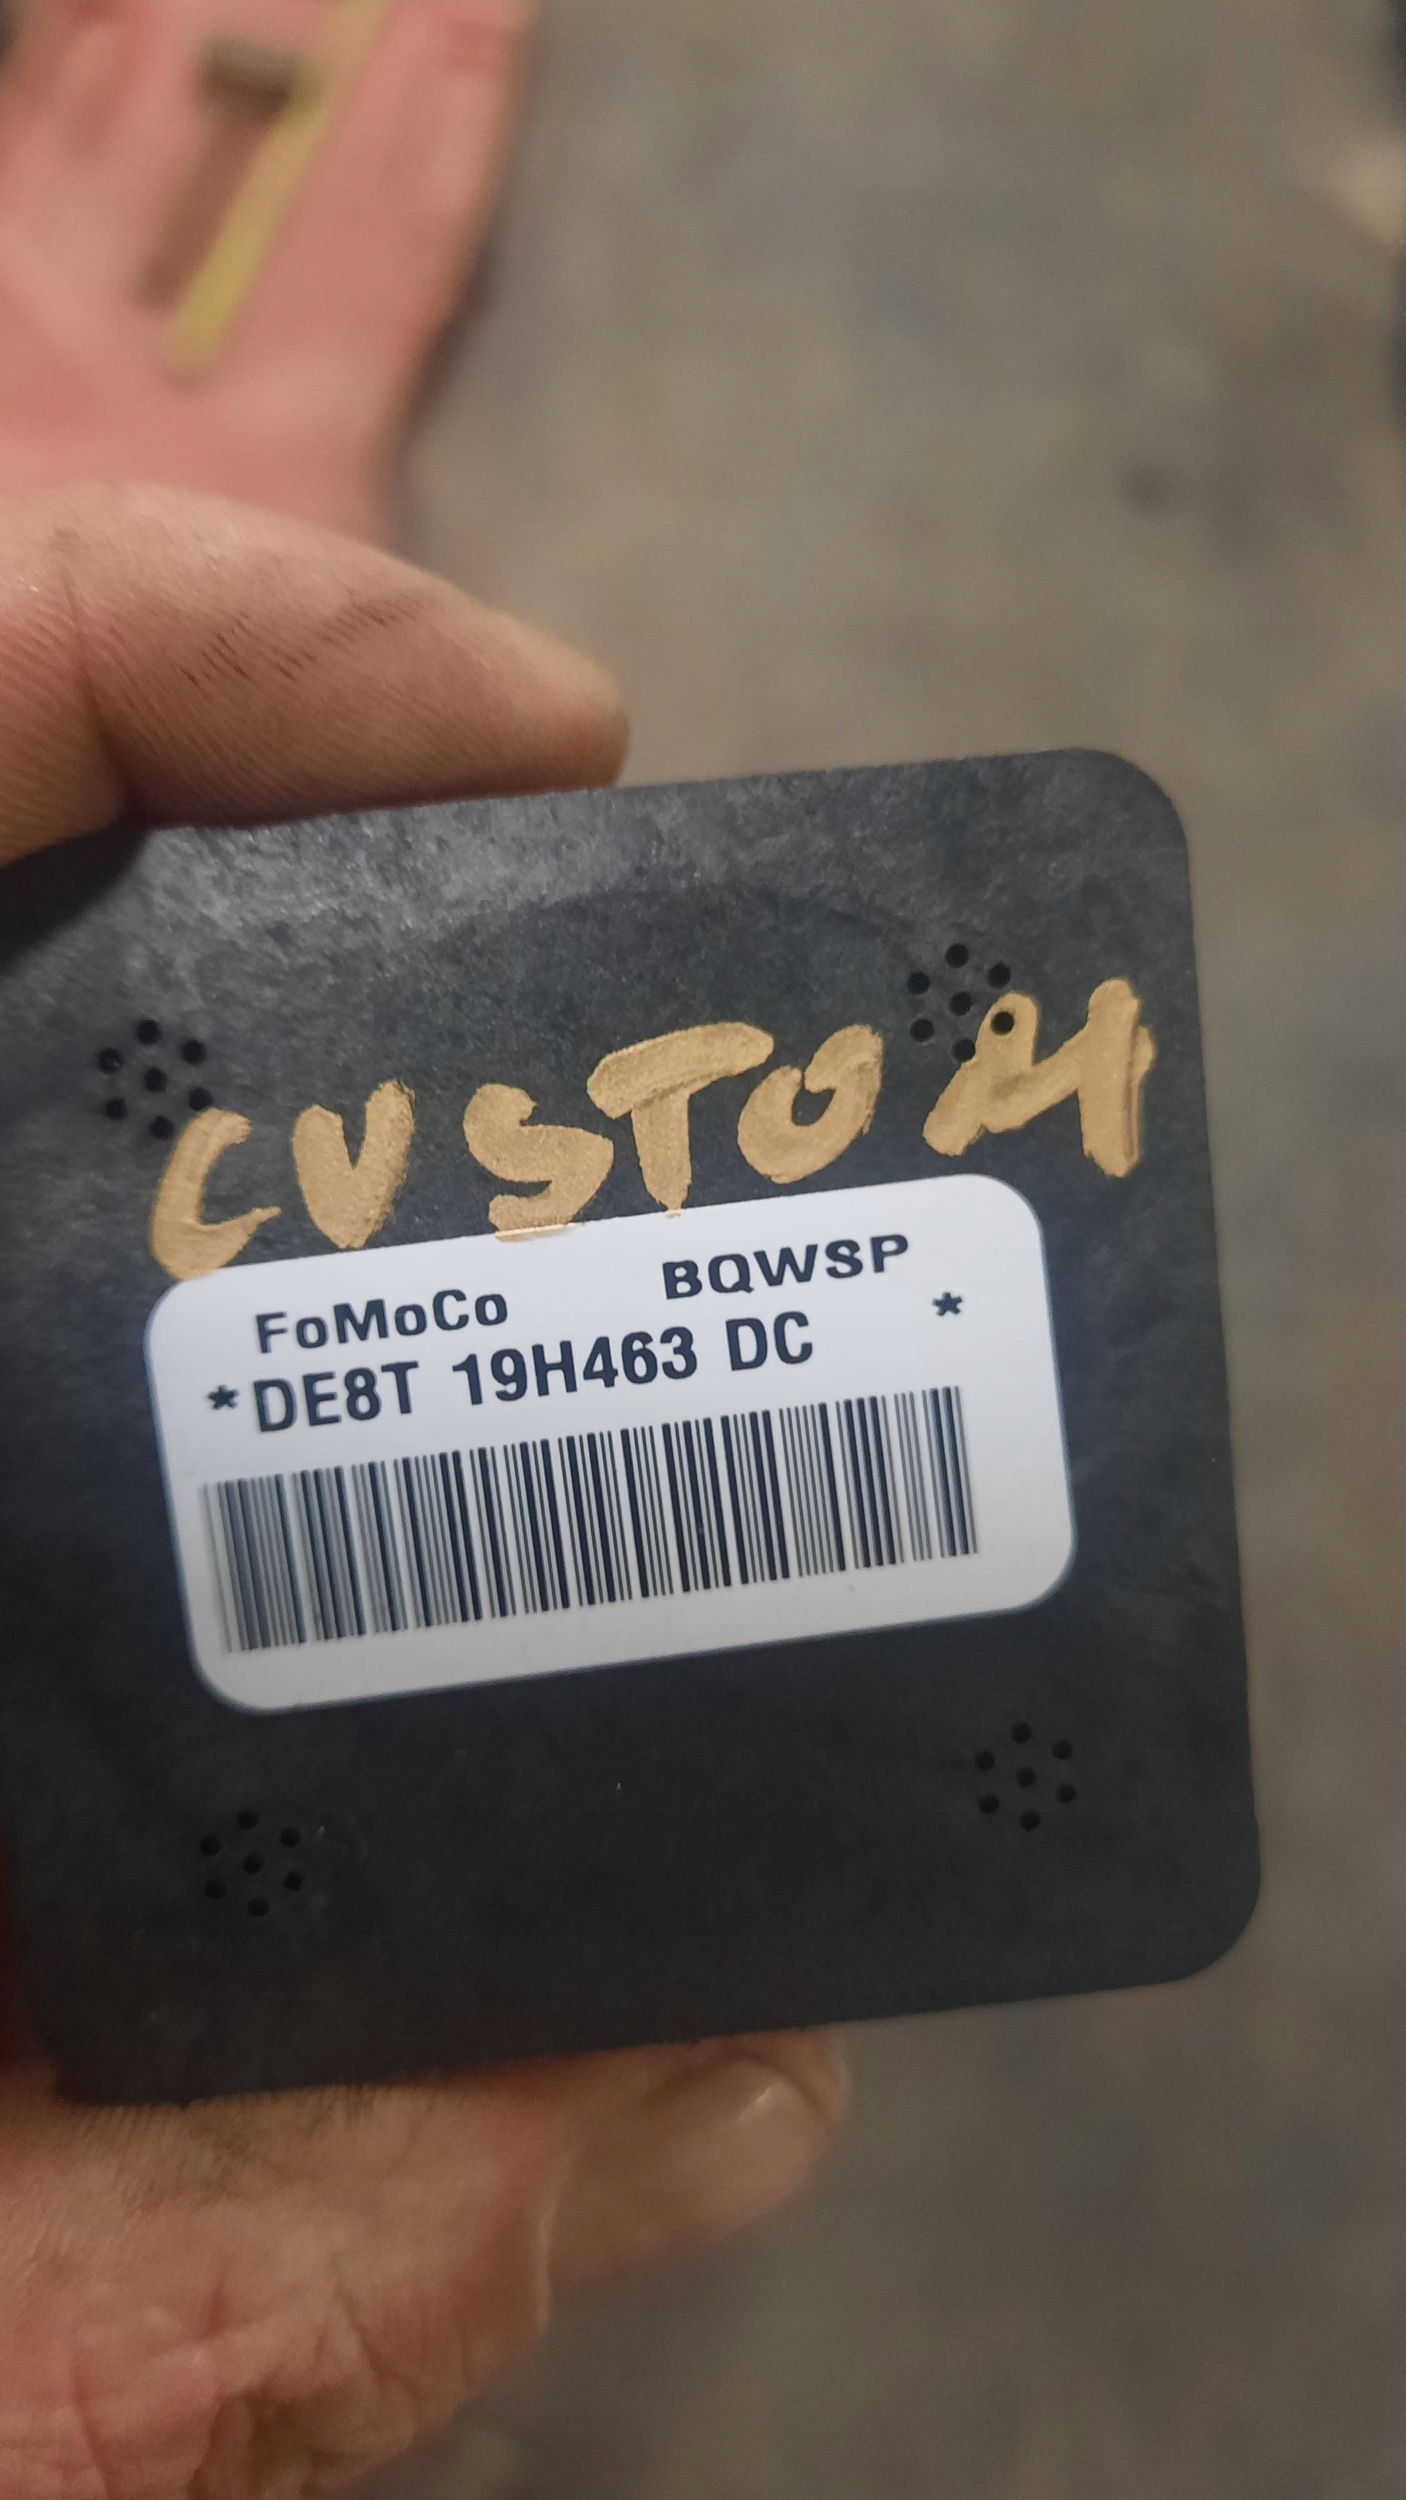 CUSTOM
FoMoCo BQWSP
*DE8T 19H463 DC *